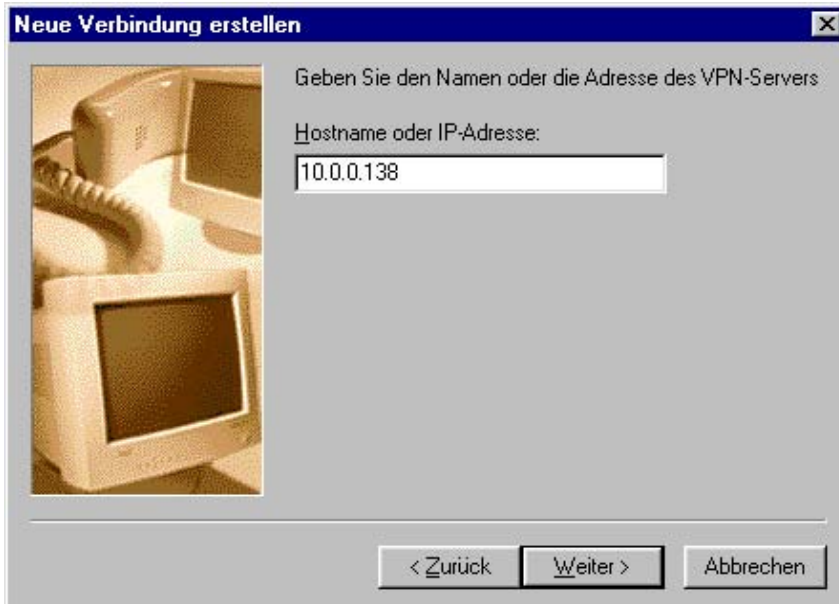 Neue Verbindung erstellen
Geben Sie den Namen oder die Adresse des VPN-Servers
Hostname oder IP-Adresse:
10.0.0.138
< Zurück
Weiter >
Abbrechen